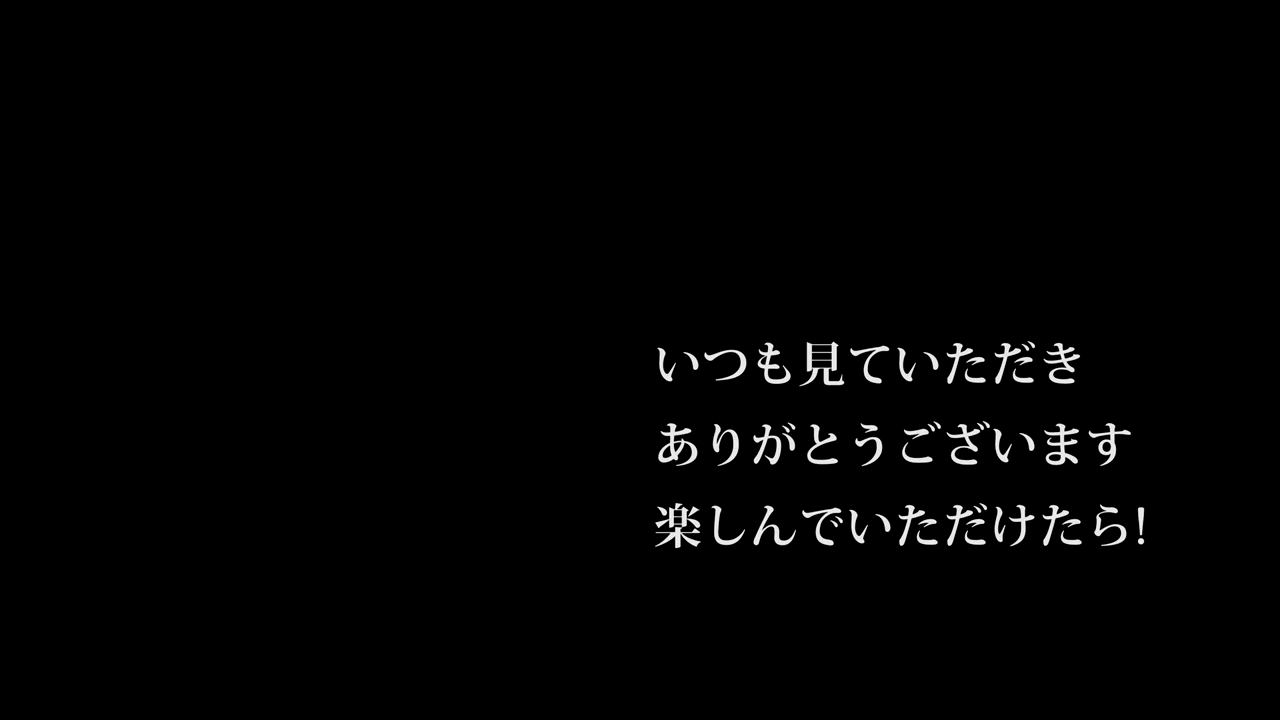 いつも見ていただき
ありがとうございます
楽しんでいただけたら!